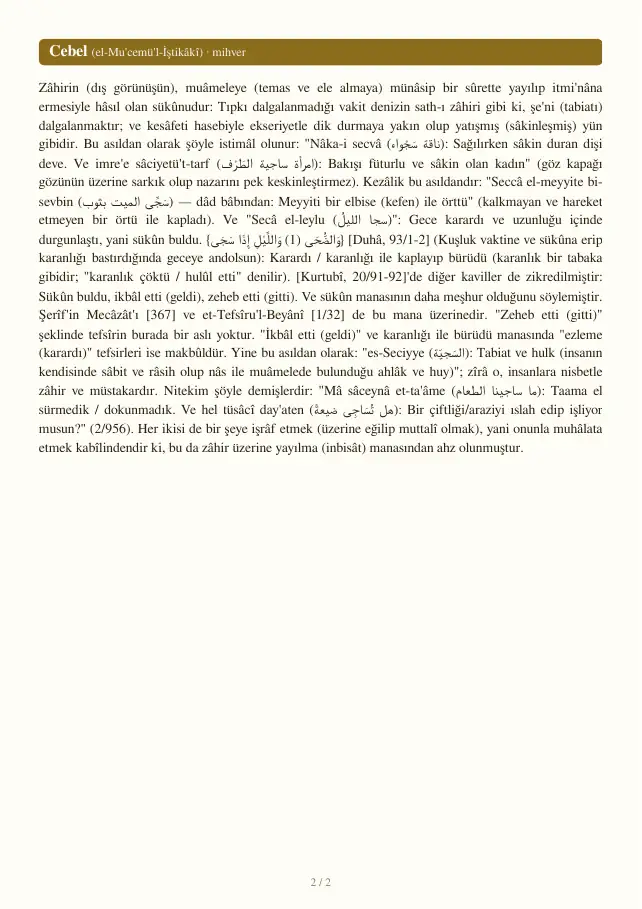 Cebel (el-Mu'cemü'l-İştikâkî) · mihver
Zâhirin (dış görünüşün), muâmeleye (temas ve ele almaya) münâsip bir sûrette yayılıp itmi'nâna
ermesiyle hâsıl olan sükûnudur: Tıpkı dalgalanmadığı vakit denizin sath-ı zâhiri gibi ki, şe'ni (tabiatı)
dalgalanmaktır; ve kesâfeti hasebiyle ekseriyetle dik durmaya yakın olup yatışmış (sâkinleşmiş) yün
gibidir. Bu asıldan olarak şöyle istimâl olunur: "Nâka-i secvâ (ناقة سَجْواء): Sağılırken sâkin duran dişi
deve. Ve imre'e sâciyetü't-tarf (امرأة ساجية الطَرْف): Bakışı füturlu ve sâkin olan kadın" (göz kapağı
gözünün üzerine sarkık olup nazarını pek keskinleştirmez). Kezâlik bu asıldandır: "Seccâ el-meyyite bi-
sevbin (سَجَّى الميت بثوب) — dâd bâbından: Meyyiti bir elbise (kefen) ile örttü" (kalkmayan ve hareket
etmeyen bir örtü ile kapladı). Ve "Secâ el-leylu (سجا الليلُ)": Gece karardı ve uzunluğu içinde
durgunlaştı, yani sükûn buldu. {وَالضُّحَى (1) وَاللَّيْلِ إِذَا سَجَى} [Duhâ, 93/1-2] (Kuşluk vaktine ve sükûna erip
karanlığı bastırdığında geceye andolsun): Karardı / karanlığı ile kaplayıp bürüdü (karanlık bir tabaka
gibidir; "karanlık çöktü / hulûl etti" denilir). [Kurtubî, 20/91-92]'de diğer kaviller de zikredilmiştir:
Sükûn buldu, ikbâl etti (geldi), zeheb etti (gitti). Ve sükûn manasının daha meşhur olduğunu söylemiştir.
Şerîf'in Mecâzât'ı [367] ve et-Tefsîru'l-Beyânî [1/32] de bu mana üzerinedir. "Zeheb etti (gitti)"
şeklinde tefsîrin burada bir aslı yoktur. "İkbâl etti (geldi)" ve karanlığı ile bürüdü manasında "ezleme
(karardı)" tefsirleri ise makbûldür. Yine bu asıldan olarak: "es-Seciyye (السَجيّة): Tabiat ve hulk (insanın
kendisinde sâbit ve râsih olup nâs ile muâmelede bulunduğu ahlâk ve huy)"; zîrâ o, insanlara nisbetle
zâhir ve müstakardır. Nitekim şöyle demişlerdir: "Mâ sâceynâ et-ta'âme (ما ساجينا الطعام): Taama el
sürmedik / dokunmadık. Ve hel tüsâcî day'aten (هل تُسَاجِى ضيعةً): Bir çiftliği/araziyi ıslah edip işliyor
musun?" (2/956). Her ikisi de bir şeye işrâf etmek (üzerine eğilip muttalî olmak), yani onunla muhâlata
etmek kabîlindendir ki, bu da zâhir üzerine yayılma (inbisât) manasından ahz olunmuştur.
2 / 2